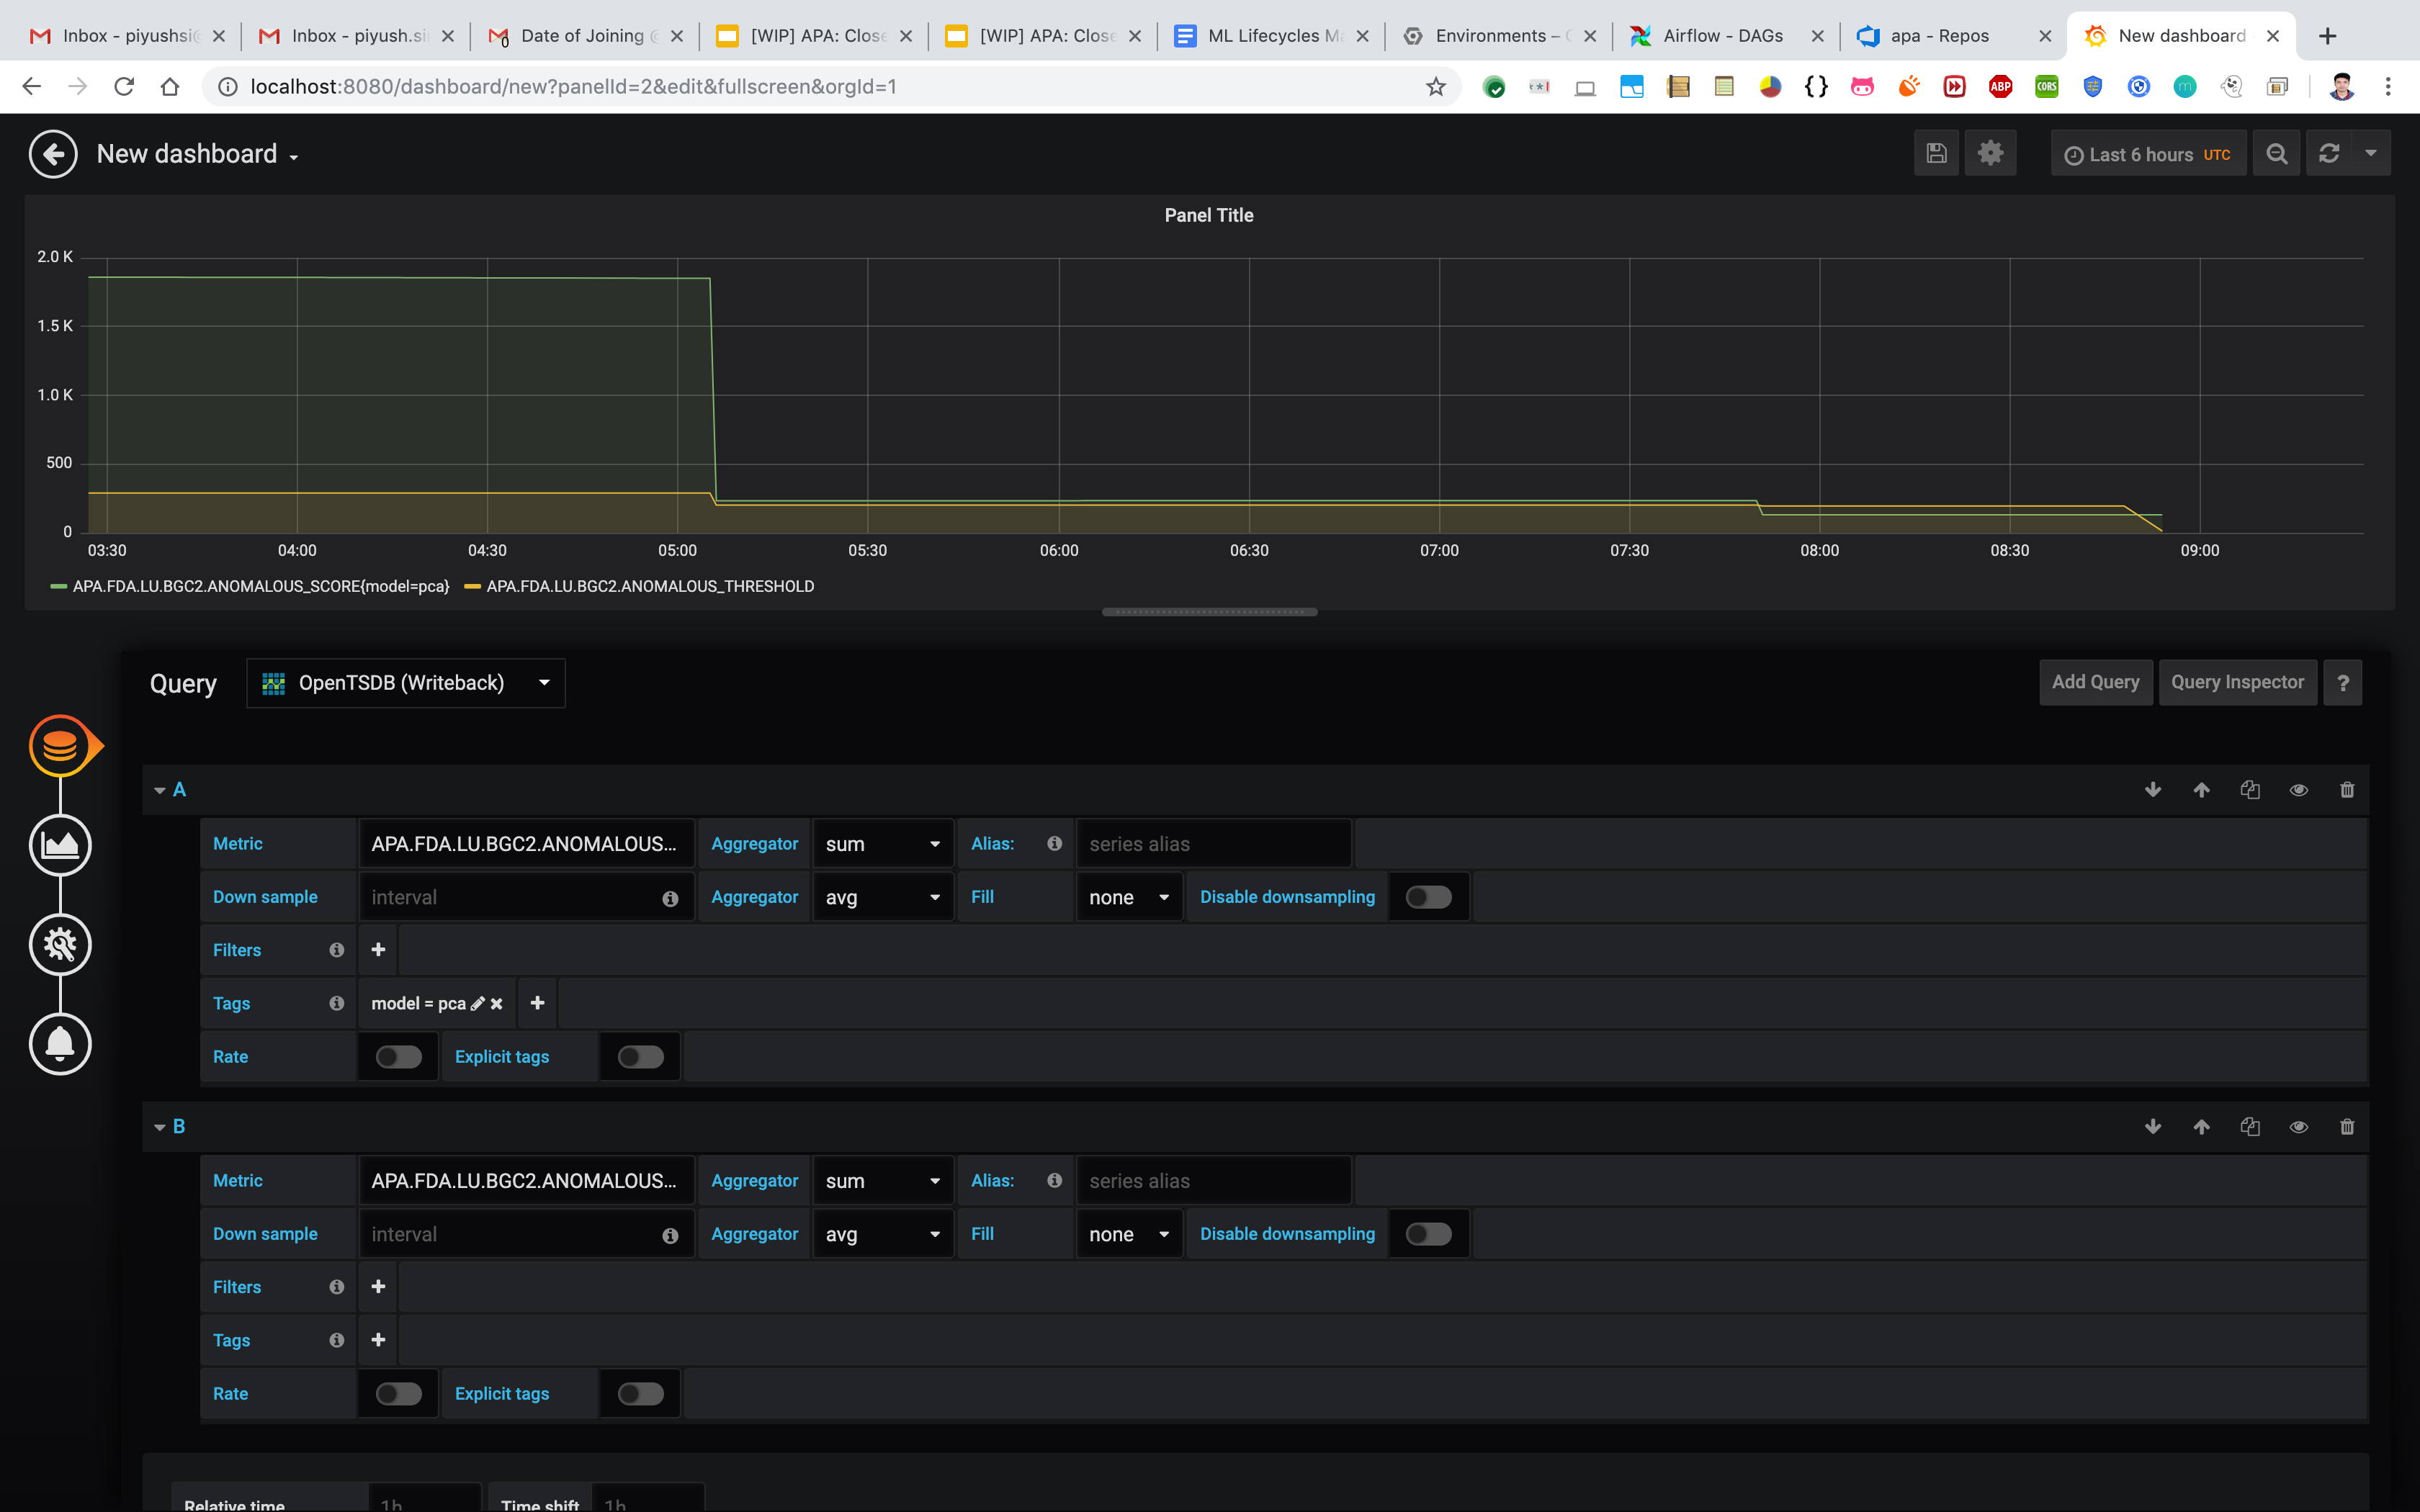 Inbox - piyushsi@ Inbox - piyush.si Date of Joining @ [WIP] APA: Close [WIP] APA: Close ML Lifecycles M Environments – Airflow - DAGs apa - Repos New dashboard
localhost:8080/dashboard/new?panelId=2&edit&fullscreen&orgId=1
New dashboard Last 6 hours UTC
Panel Title
2.0 K
1.5 K
1.0 K
500
0
03:30 04:00 04:30 05:00 05:30 06:00 06:30 07:00 07:30 08:00 08:30 09:00
APA.FDA.LU.BGC2.ANOMALOUS_SCORE{model=pca} APA.FDA.LU.BGC2.ANOMALOUS_THRESHOLD
Query OpenTSDB (Writeback) Add Query Query Inspector ?
A
Metric APA.FDA.LU.BGC2.ANOMALOUS... Aggregator sum Alias: series alias
Down sample interval Aggregator avg Fill none Disable downsampling
Filters
Tags model = pca
Rate Explicit tags
B
Metric APA.FDA.LU.BGC2.ANOMALOUS... Aggregator sum Alias: series alias
Down sample interval Aggregator avg Fill none Disable downsampling
Filters
Tags
Rate Explicit tags
Relative time 1h Time shift 1h